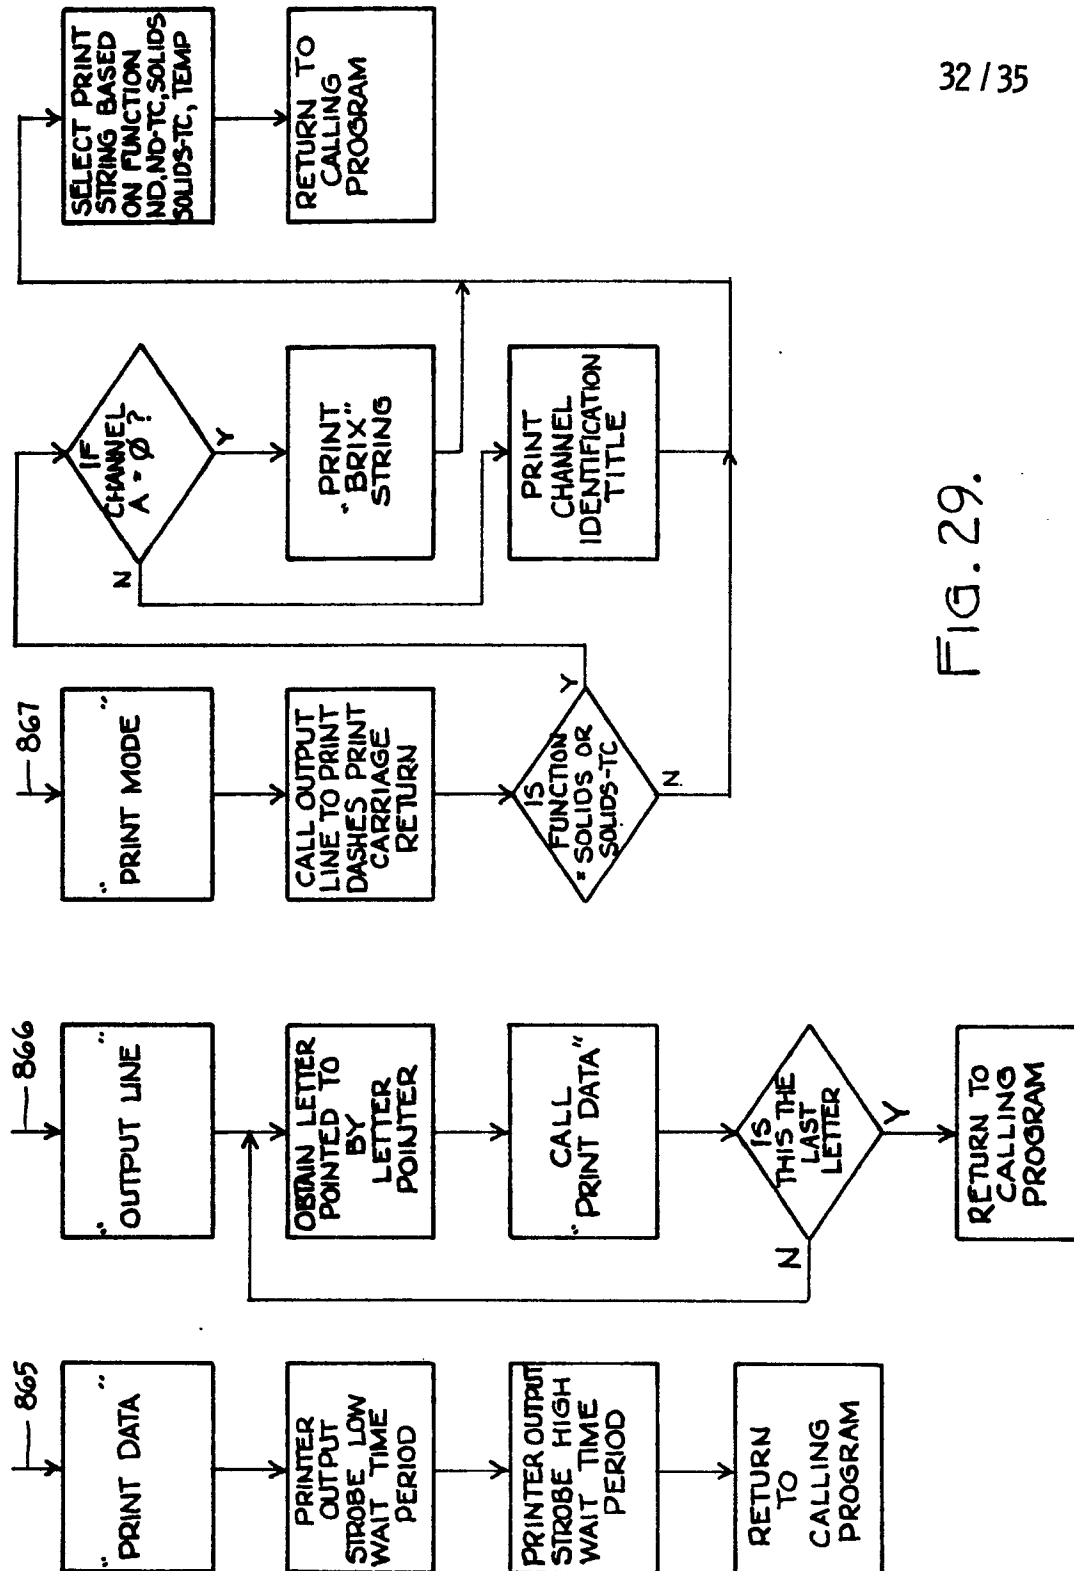 32 / 35
865
" PRINT DATA "
PRINTER
OUTPUT
STROBE LOW
WAIT TIME
PERIOD
PRINTER OUTPUT
STROBE HIGH
WAIT TIME
PERIOD
RETURN
TO
CALLING
PROGRAM
866
" OUTPUT LINE "
OBTAIN LETTER
POINTED TO
BY
LETTER
POINTER
CALL
" PRINT DATA"
IS
THIS THE
LAST
LETTER
N
Y
RETURN TO
CALLING
PROGRAM
867
" PRINT MODE "
CALL OUTPUT
LINE TO PRINT
DASHES PRINT
CARRIAGE
RETURN
IS
FUNCTION
= SOLIDS OR
SOLIDS-TC
Y
N
IF
CHANNEL
A = Ø ?
N
Y
PRINT
" BRIX"
STRING
PRINT
CHANNEL
IDENTIFICATION
TITLE
SELECT PRINT
STRING BASED
ON FUNCTION
ND,ND-TC,SOLIDS
SOLIDS-TC, TEMP
RETURN TO
CALLING
PROGRAM
FIG. 29.